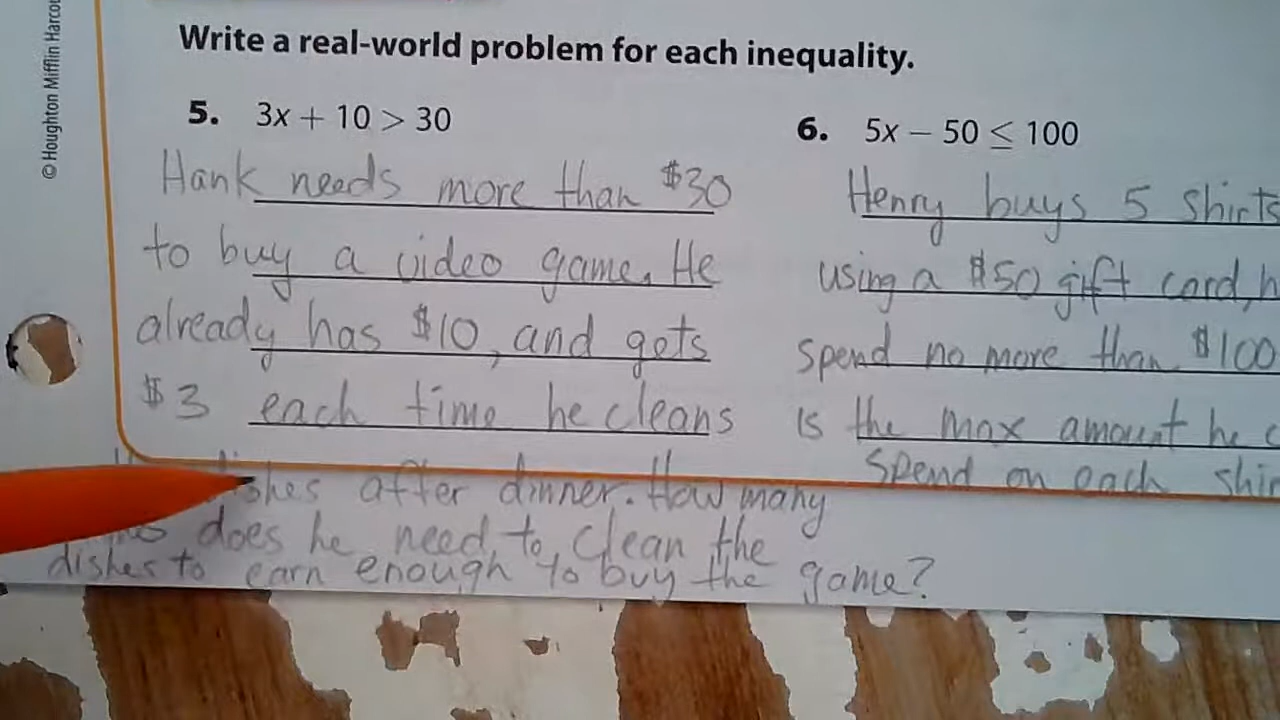 © Houghton Mifflin Harcou
Write a real-world problem for each inequality.
5. 3x + 10 > 30
Hank needs more than $30
to buy a video game. He
already has $10, and gets
$3 each time he cleans
after dinner. How many
does he need to clean the
dishes to earn enough to buy the game?
6. 5x − 50 ≤ 100
Henry buys 5 shirts
using a $50 gift card, h
spend no more than $100
is the max amount he c
spend on each shir